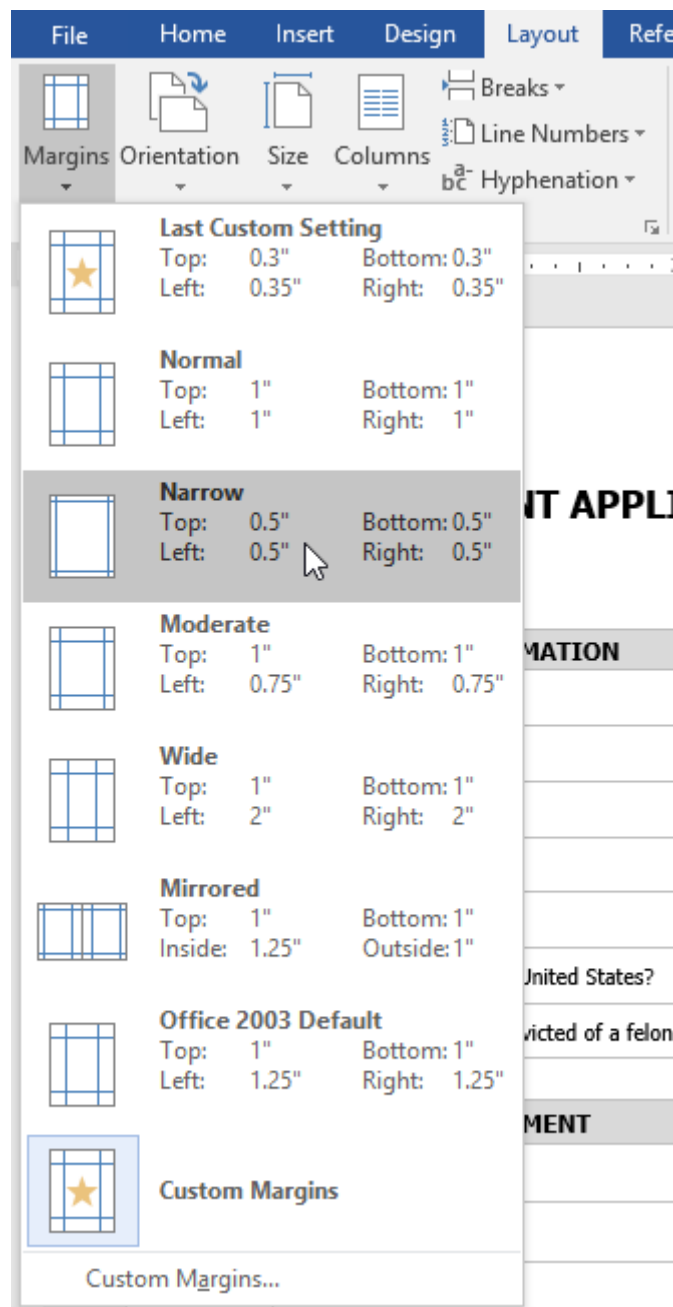 File Home Insert Design Layout Refe
Breaks
Line Numbers
Margins Orientation Size Columns
Hyphenation
Last Custom Setting
Top: 0.3" Bottom: 0.3"
Left: 0.35" Right: 0.35"
Normal
Top: 1" Bottom: 1"
Left: 1" Right: 1"
Narrow
Top: 0.5" Bottom: 0.5"
Left: 0.5" Right: 0.5"
NT APPLI
Moderate
Top: 1" Bottom: 1"
Left: 0.75" Right: 0.75"
MATION
Wide
Top: 1" Bottom: 1"
Left: 2" Right: 2"
Mirrored
Top: 1" Bottom: 1"
Inside: 1.25" Outside: 1"
United States?
Office 2003 Default
victed of a felon
Top: 1" Bottom: 1"
Left: 1.25" Right: 1.25"
MENT
Custom Margins
Custom Margins...